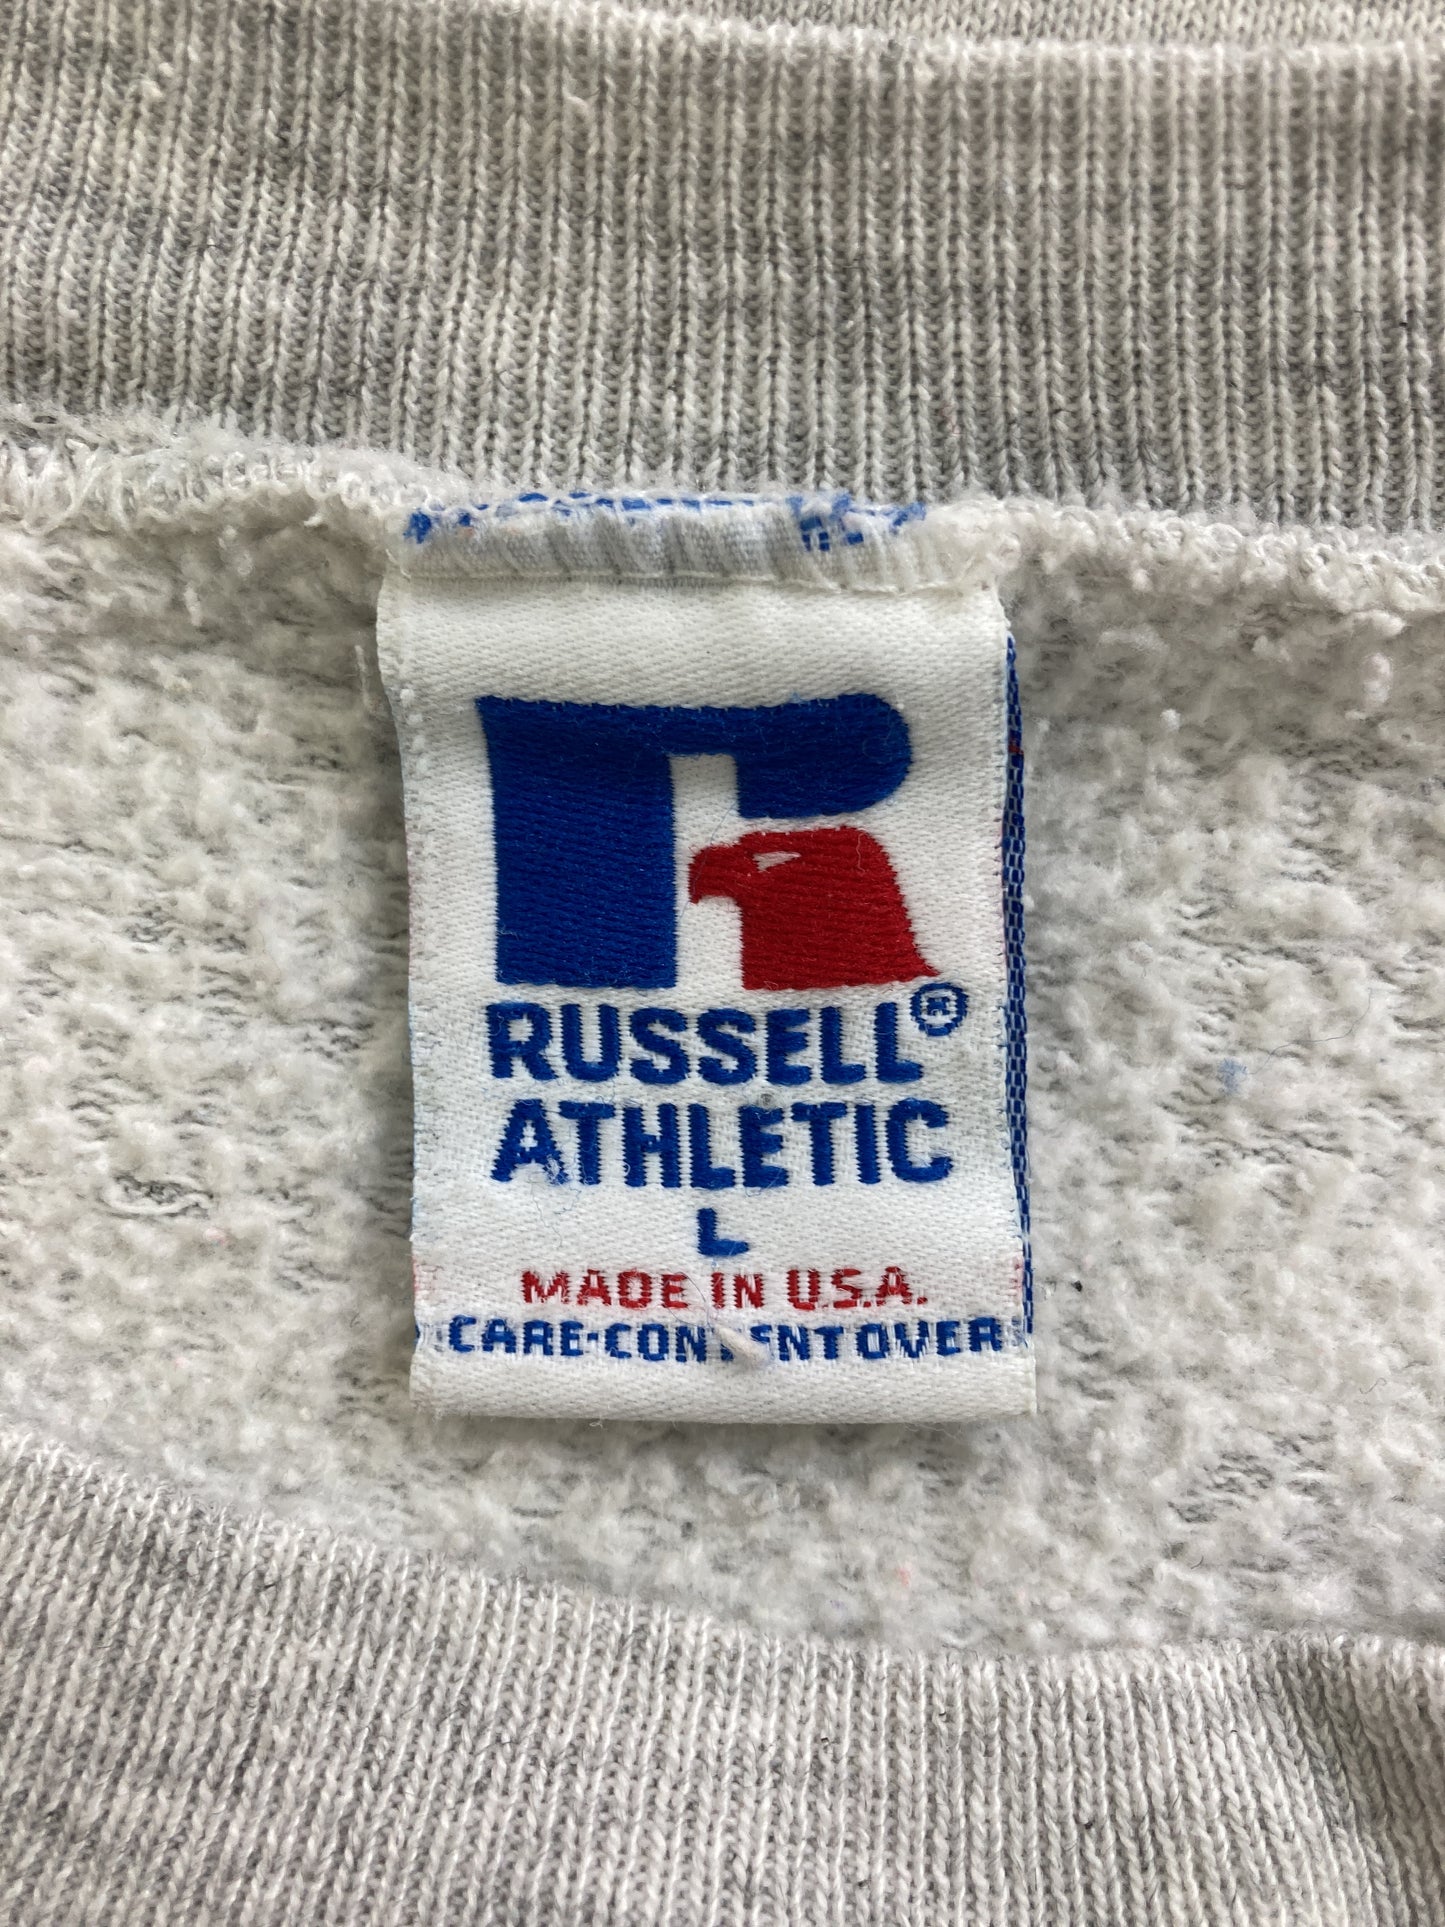 RUSSELL®
ATHLETIC
L
MADE IN U.S.A.
CARE-CONTENT OVER